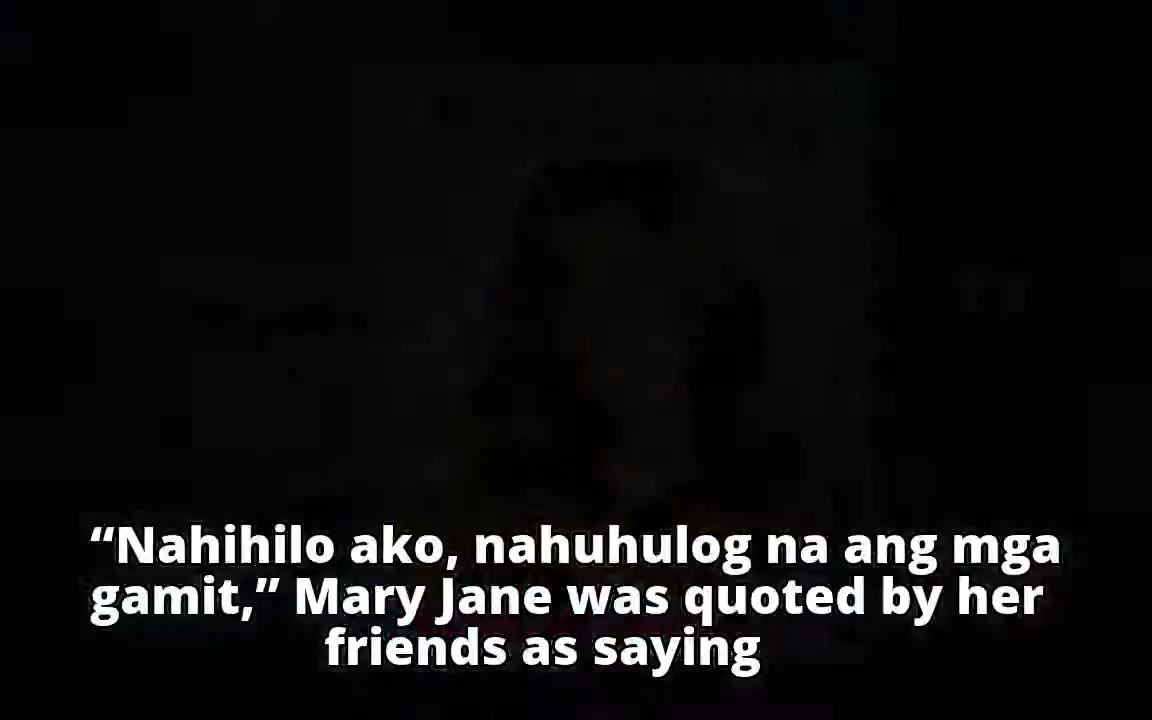 “Nahihilo ako, nahuhulog na ang mga
gamit,” Mary Jane was quoted by her
friends as saying